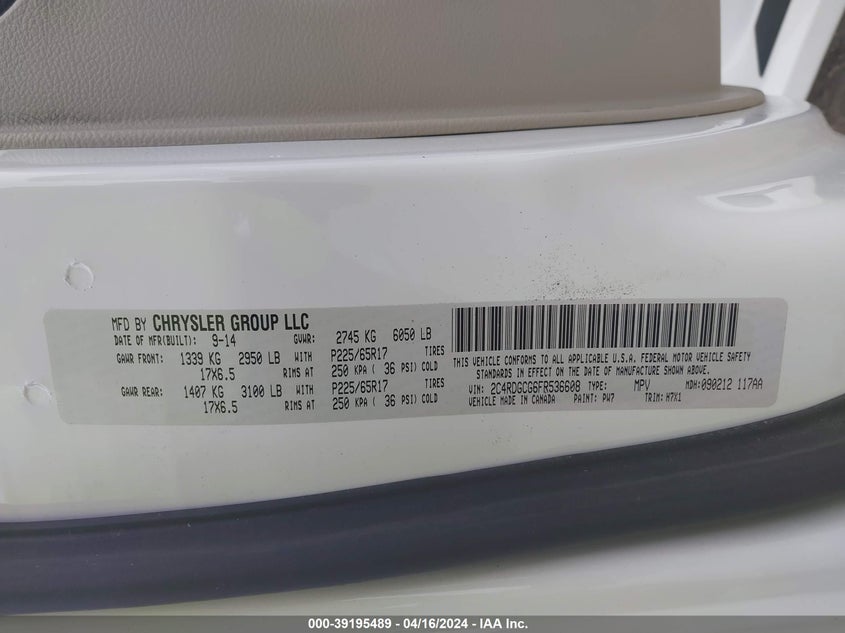 MFD BY CHRYSLER GROUP LLC
DATE OF MFR(BUILT): 9-14 GVWR: 2745 KG 6050 LB
GAWR FRONT: 1339 KG 2950 LB WITH P225/65R17 TIRES
17X6.5 RIMS AT 250 KPA ( 36 PSI) COLD
GAWR REAR: 1407 KG 3100 LB WITH P225/65R17 TIRES
17X6.5 RIMS AT 250 KPA ( 36 PSI) COLD
THIS VEHICLE CONFORMS TO ALL APPLICABLE U.S.A. FEDERAL MOTOR VEHICLE SAFETY
STANDARDS IN EFFECT ON THE DATE OF MANUFACTURE SHOWN ABOVE.
VIN: 2C4RDGCG6FR536608 TYPE: MPV MDH: 090212 117AA
VEHICLE MADE IN CANADA PAINT: PW7 TRIM: H7X1
000-39195489 - 04/16/2024 - IAA Inc.